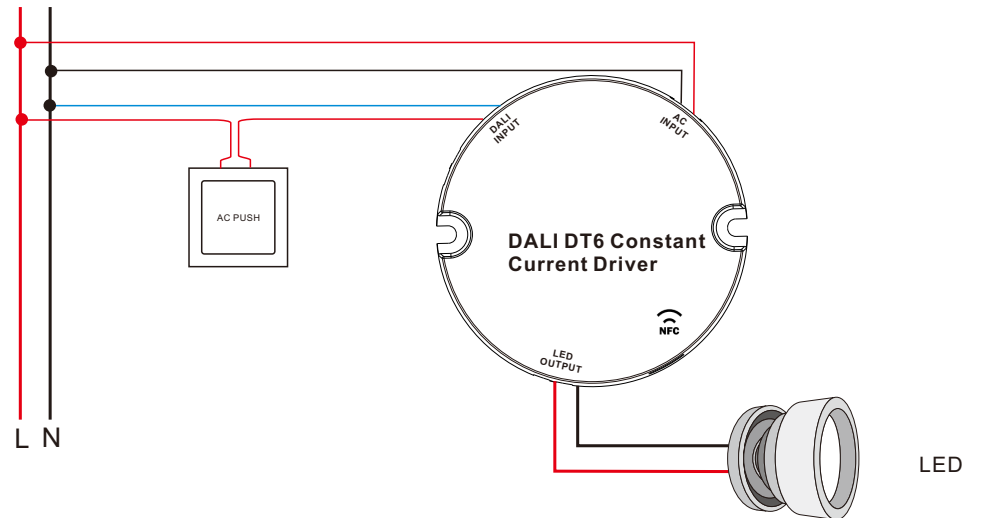 DALI
INPUT
AC
INPUT
AC PUSH
DALI DT6 Constant
Current Driver
NFC
LED
OUTPUT
L N
LED